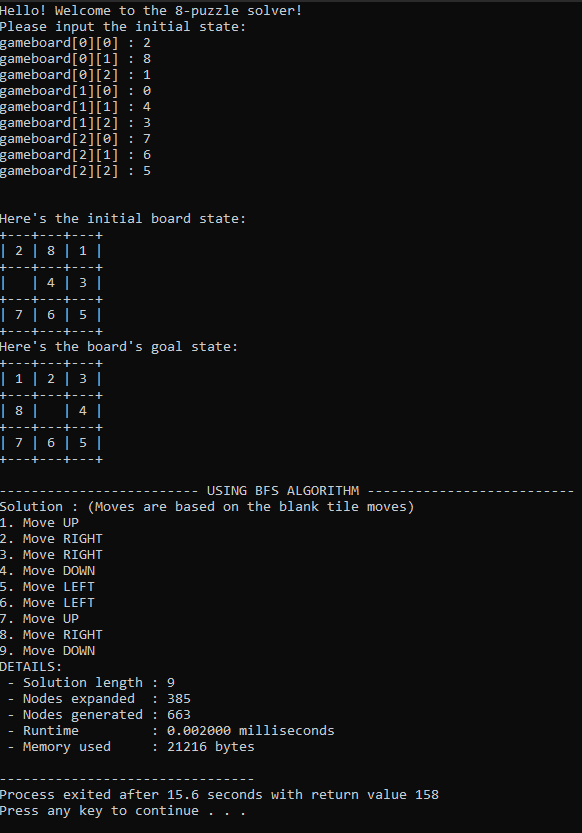 Hello! Welcome to the 8-puzzle solver!
Please input the initial state:
gameboard[0][0] : 2
gameboard[0][1] : 8
gameboard[0][2] : 1
gameboard[1][0] : 0
gameboard[1][1] : 4
gameboard[1][2] : 3
gameboard[2][0] : 7
gameboard[2][1] : 6
gameboard[2][2] : 5
Here's the initial board state:
+---+---+---+
| 2 | 8 | 1 |
+---+---+---+
|   | 4 | 3 |
+---+---+---+
| 7 | 6 | 5 |
+---+---+---+
Here's the board's goal state:
+---+---+---+
| 1 | 2 | 3 |
+---+---+---+
| 8 |   | 4 |
+---+---+---+
| 7 | 6 | 5 |
+---+---+---+
------------------------- USING BFS ALGORITHM --------------------------
Solution : (Moves are based on the blank tile moves)
1. Move UP
2. Move RIGHT
3. Move RIGHT
4. Move DOWN
5. Move LEFT
6. Move LEFT
7. Move UP
8. Move RIGHT
9. Move DOWN
DETAILS:
 - Solution length : 9
 - Nodes expanded  : 385
 - Nodes generated : 663
 - Runtime         : 0.002000 milliseconds
 - Memory used     : 21216 bytes
--------------------------------
Process exited after 15.6 seconds with return value 158
Press any key to continue . . .